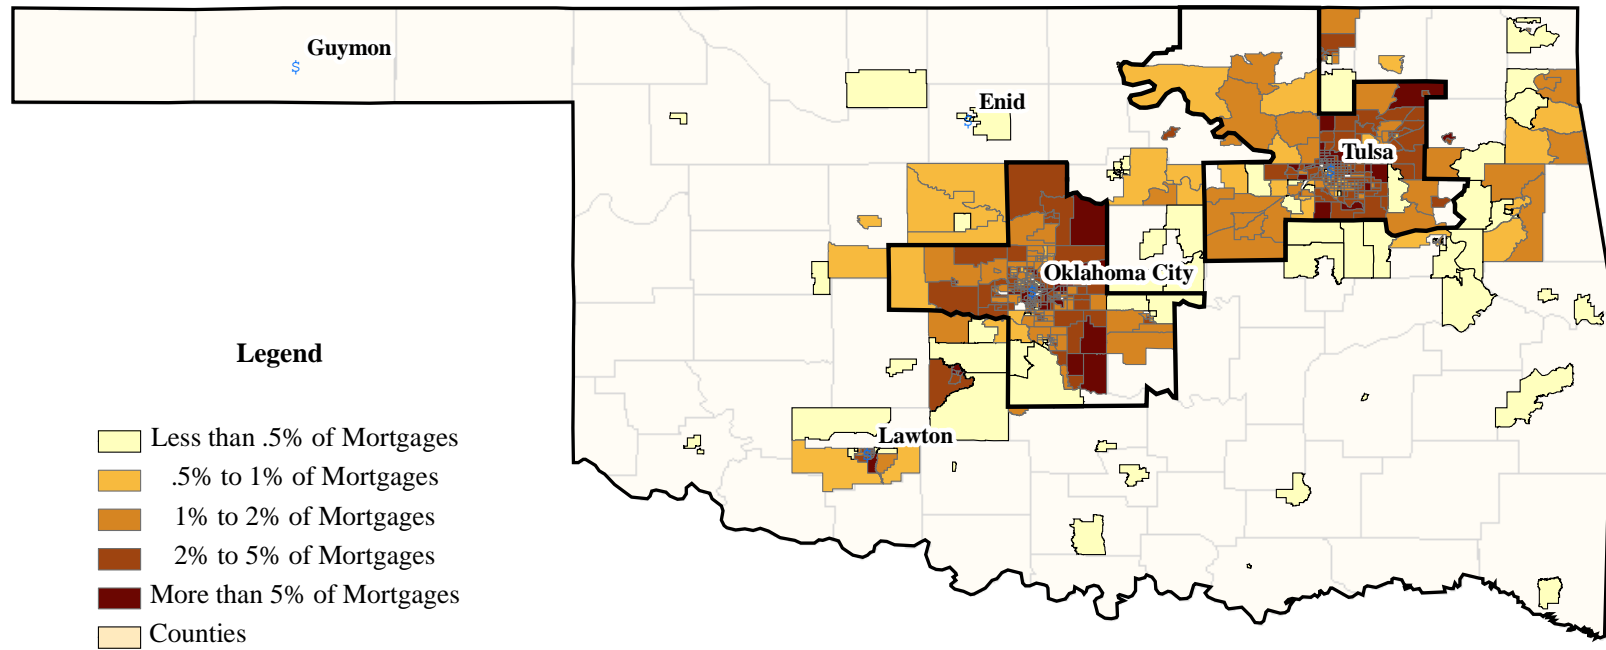 Guymon
$
Enid
$
Tulsa
Oklahoma City
Lawton
Legend
Less than .5% of Mortgages
.5% to 1% of Mortgages
1% to 2% of Mortgages
2% to 5% of Mortgages
More than 5% of Mortgages
Counties